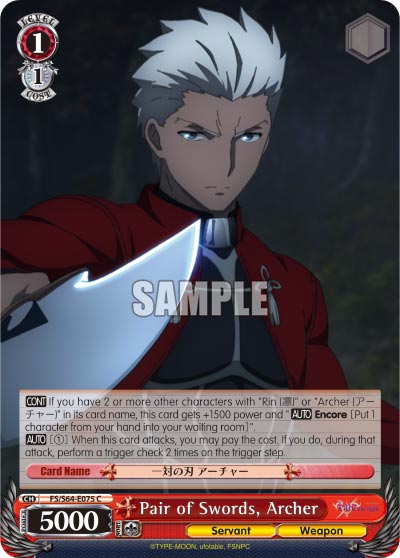 LEVEL
1
1
COST
SAMPLE
CONT If you have 2 or more other characters with "Rin (凛)" or "Archer (アー
チャー)" in its card name, this card gets +1500 power and "AUTO Encore [Put 1
character from your hand into your waiting room]".
AUTO [①] When this card attacks, you may pay the cost. If you do, during that
attack, perform a trigger check 2 times on the trigger step.
Card Name 一対の刃 アーチャー
CH FS/S64-E075 C
5000
Pair of Swords, Archer
Servant Weapon
©TYPE-MOON, ufotable, FSNPC